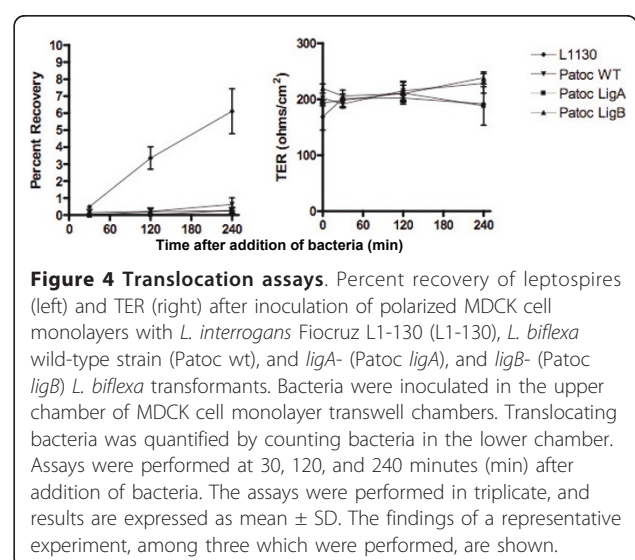 10
9
8
7
6
5
4
3
2
1
0
Percent Recovery
0 60 120 180 240
300
200
100
0
TER (ohms/cm²)
0 60 120 180 240
L1130
Patoc WT
Patoc LigA
Patoc LigB
Time after addition of bacteria (min)
Figure 4 Translocation assays. Percent recovery of leptospires
(left) and TER (right) after inoculation of polarized MDCK cell
monolayers with L. interrogans Fiocruz L1-130 (L1-130), L. biflexa
wild-type strain (Patoc wt), and ligA- (Patoc ligA), and ligB- (Patoc
ligB) L. biflexa transformants. Bacteria were inoculated in the upper
chamber of MDCK cell monolayer transwell chambers. Translocating
bacteria was quantified by counting bacteria in the lower chamber.
Assays were performed at 30, 120, and 240 minutes (min) after
addition of bacteria. The assays were performed in triplicate, and
results are expressed as mean ± SD. The findings of a representative
experiment, among three which were performed, are shown.